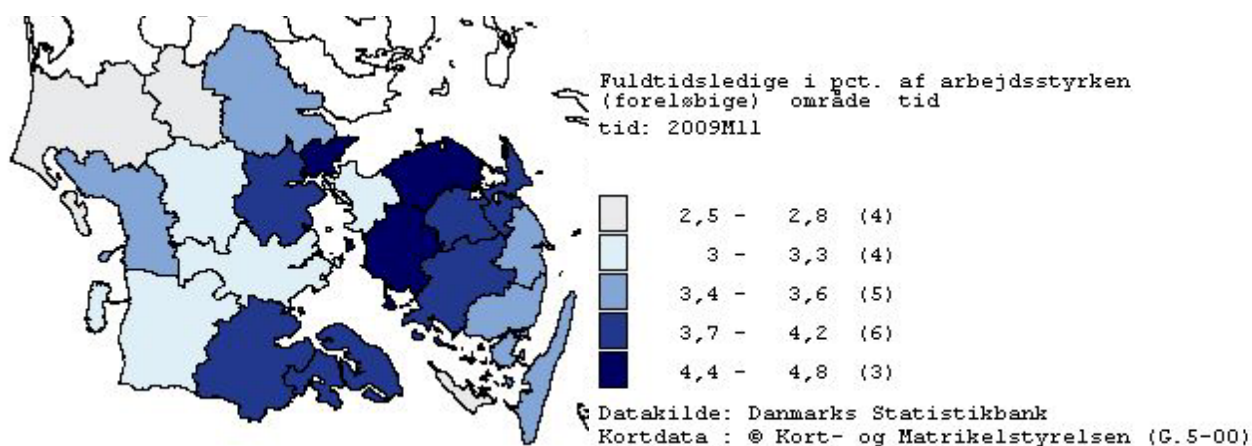 Fuldtidsledige i pct. af arbejdsstyrken
(foreløbige) område tid
tid: 2009M11
2,5 - 2,8 (4)
3 - 3,3 (4)
3,4 - 3,6 (5)
3,7 - 4,2 (6)
4,4 - 4,8 (3)
Datakilde: Danmarks Statistikbank
Kortdata : © Kort- og Matrikelstyrelsen (G.5-00)